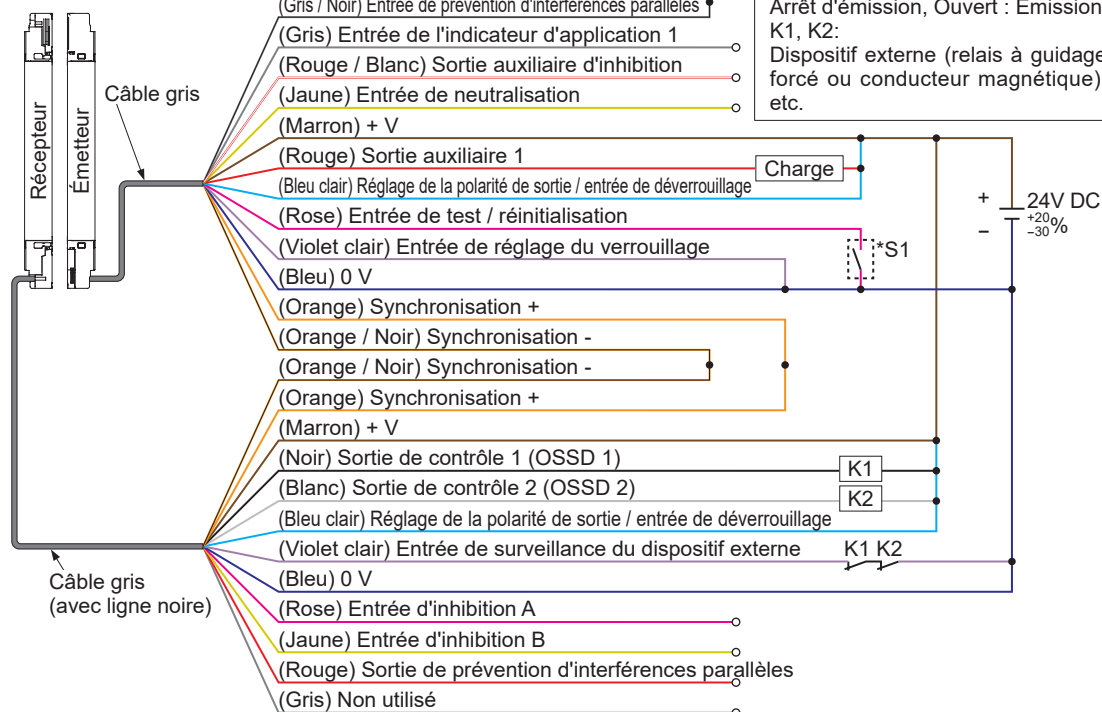 (Gris / Noir) Entrée de prévention d'interférences parallèles
Arrêt d'émission, Ouvert : Emission
K1, K2:
Dispositif externe (relais à guidage
forcé ou conducteur magnétique)
etc.
(Gris) Entrée de l'indicateur d'application 1
(Rouge / Blanc) Sortie auxiliaire d'inhibition
(Jaune) Entrée de neutralisation
(Marron) + V
(Rouge) Sortie auxiliaire 1
Charge
(Bleu clair) Réglage de la polarité de sortie / entrée de déverrouillage
(Rose) Entrée de test / réinitialisation
(Violet clair) Entrée de réglage du verrouillage
(Bleu) 0 V
(Orange) Synchronisation +
(Orange / Noir) Synchronisation -
(Orange / Noir) Synchronisation -
(Orange) Synchronisation +
(Marron) + V
(Noir) Sortie de contrôle 1 (OSSD 1)
K1
(Blanc) Sortie de contrôle 2 (OSSD 2)
K2
(Bleu clair) Réglage de la polarité de sortie / entrée de déverrouillage
(Violet clair) Entrée de surveillance du dispositif externe
K1 K2
(Bleu) 0 V
(Rose) Entrée d'inhibition A
(Jaune) Entrée d'inhibition B
(Rouge) Sortie de prévention d'interférences parallèles
(Gris) Non utilisé
Récepteur
Émetteur
Câble gris
Câble gris
(avec ligne noire)
*S1
+
−
24V DC
+20
−30 %